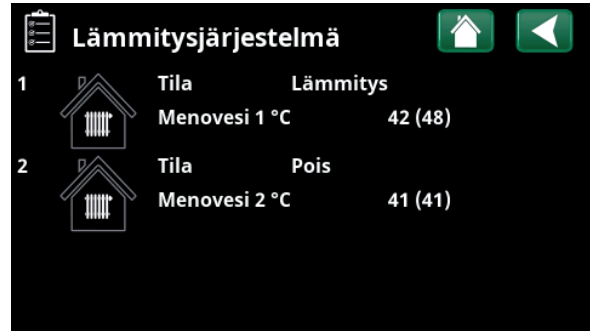 Lämmitysjärjestelmä
1 Tila Lämmitys
Menovesi 1 °C 42 (48)
2 Tila Pois
Menovesi 2 °C 41 (41)